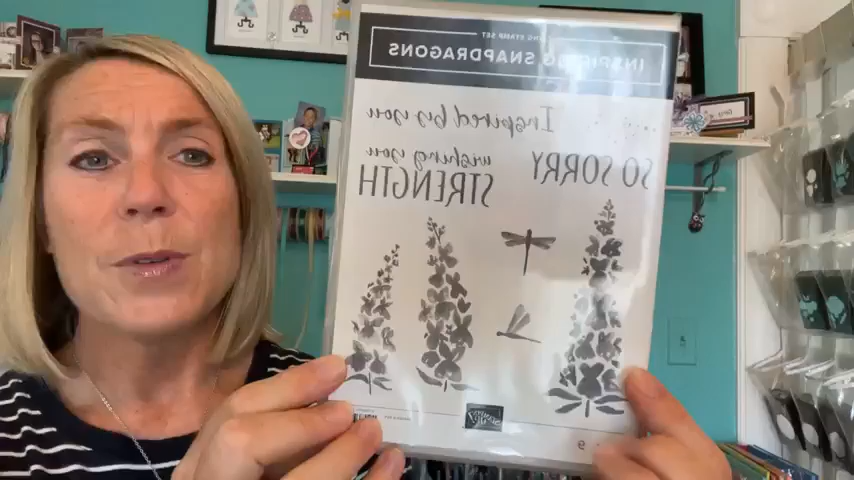 INSPIRING SNAPDRAGONS
Inspired by you
SO SORRY
wishing you
STRENGTH